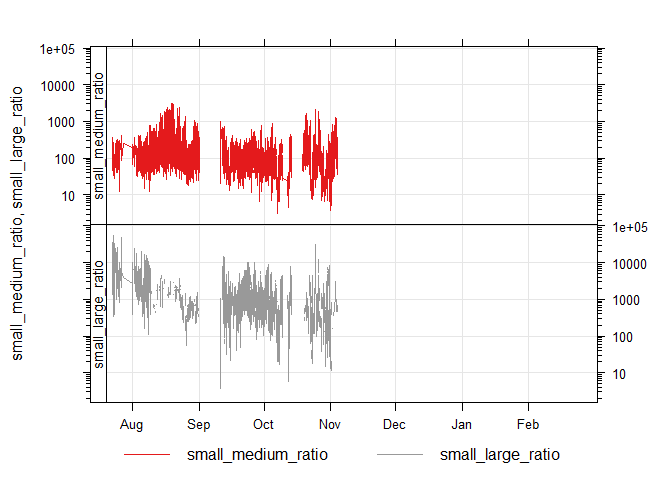 small_medium_ratio, small_large_ratio
1e+05
10000
1000
100
10
small_medium_ratio
1e+05
10000
1000
100
10
small_large_ratio
Aug Sep Oct Nov Dec Jan Feb
small_medium_ratio small_large_ratio